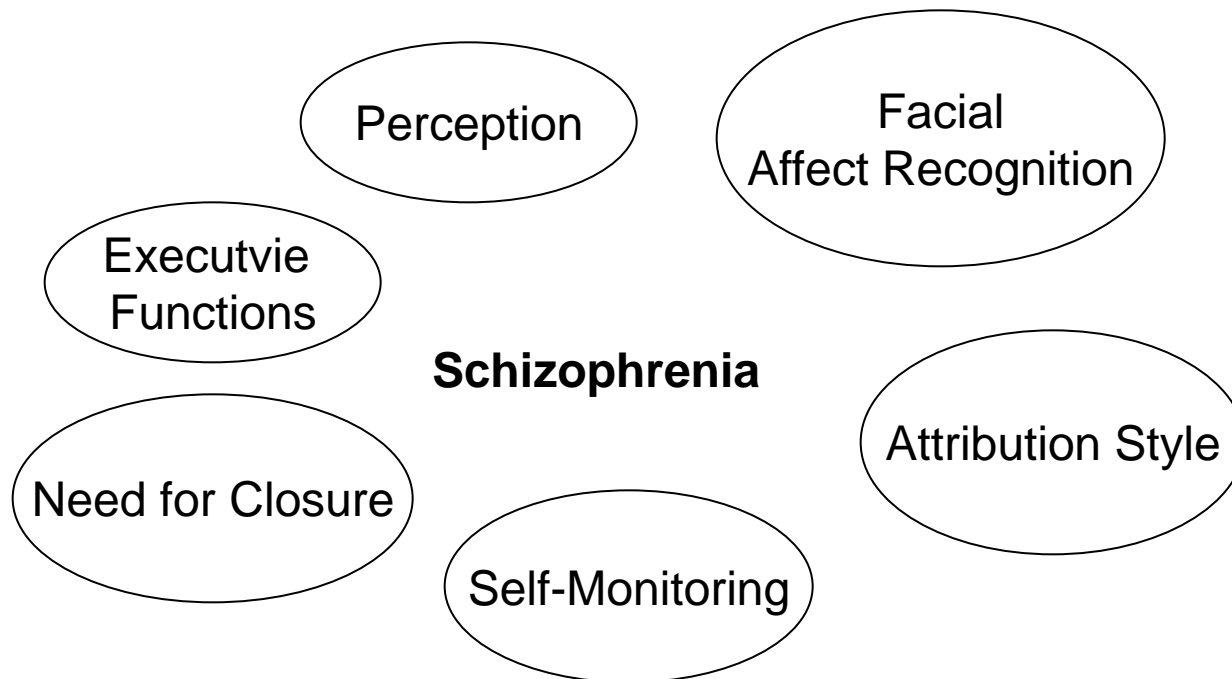 Perception
Facial
Affect Recognition
Executvie
Functions
Schizophrenia
Attribution Style
Need for Closure
Self-Monitoring